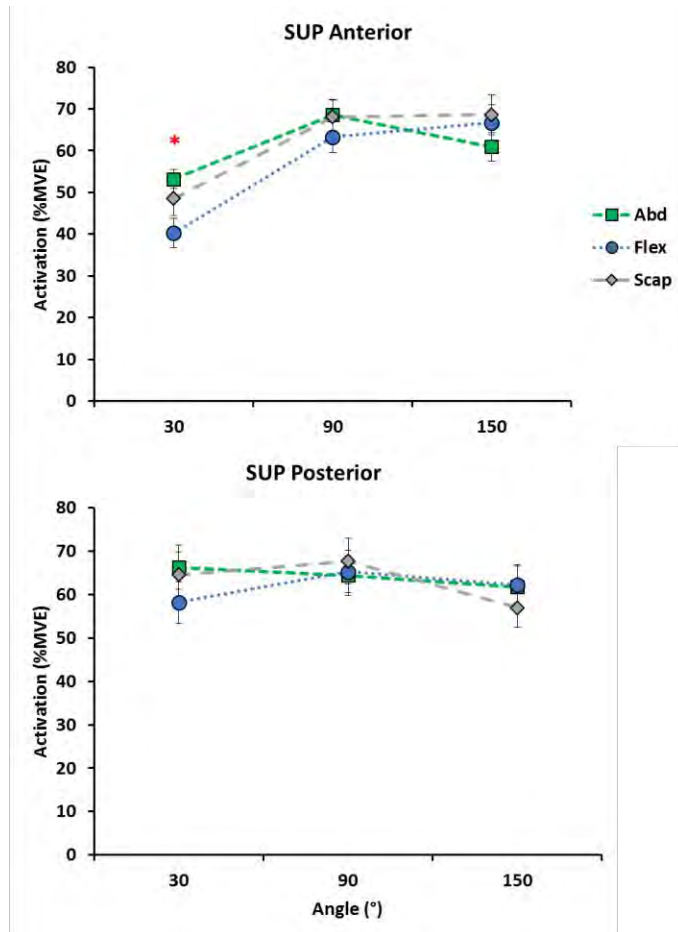 SUP Anterior
Activation (%MVE)
80
70
60
50
40
30
20
10
0
*
30 90 150
Abd
Flex
Scap
SUP Posterior
Activation (%MVE)
80
70
60
50
40
30
20
10
0
30 90 150
Angle (°)